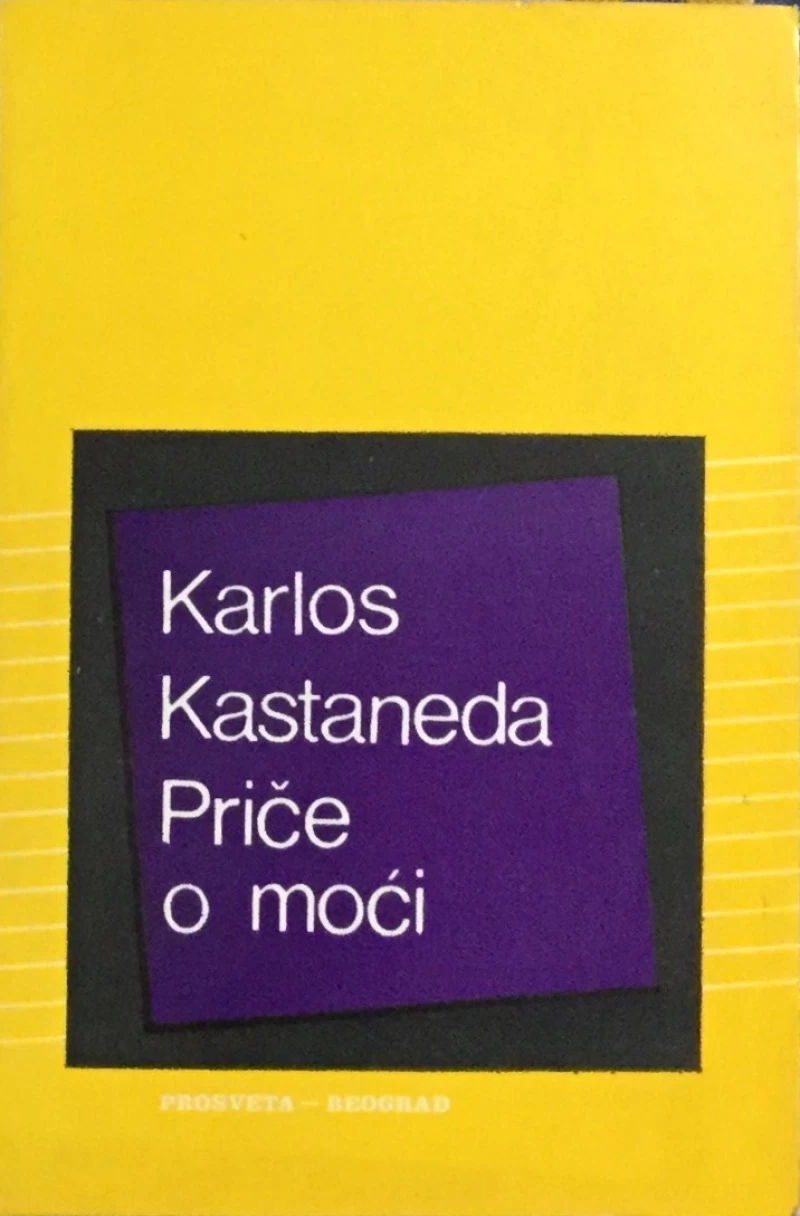 Karlos
Kastaneda
Priče
o moći
PROSVETA — BEOGRAD